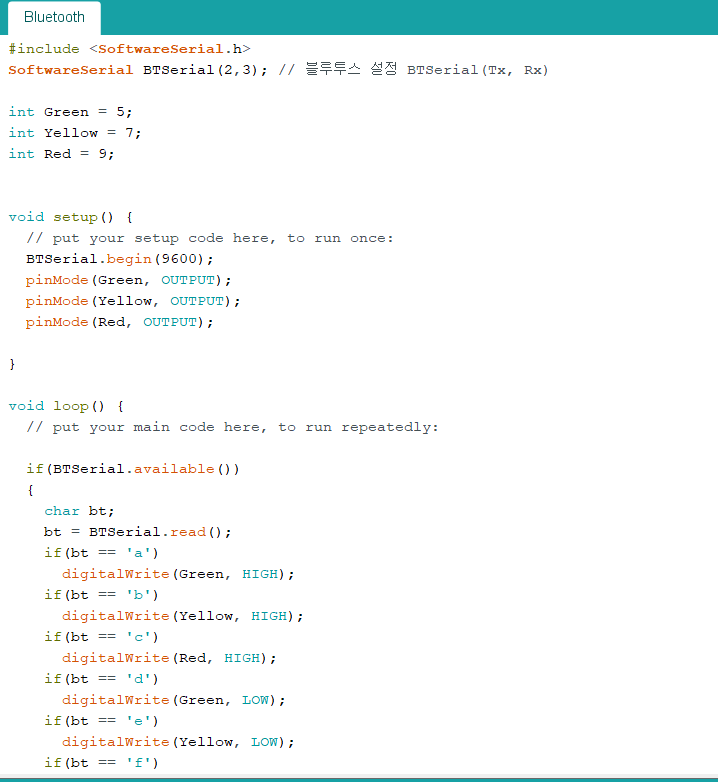 Bluetooth
#include <SoftwareSerial.h>
SoftwareSerial BTSerial(2,3); // 블루투스 설정 BTSerial(Tx, Rx)
int Green = 5;
int Yellow = 7;
int Red = 9;
void setup() {
// put your setup code here, to run once:
BTSerial.begin(9600);
pinMode(Green, OUTPUT);
pinMode(Yellow, OUTPUT);
pinMode(Red, OUTPUT);
}
void loop() {
// put your main code here, to run repeatedly:
if(BTSerial.available())
{
char bt;
bt = BTSerial.read();
if(bt == 'a')
digitalWrite(Green, HIGH);
if(bt == 'b')
digitalWrite(Yellow, HIGH);
if(bt == 'c')
digitalWrite(Red, HIGH);
if(bt == 'd')
digitalWrite(Green, LOW);
if(bt == 'e')
digitalWrite(Yellow, LOW);
if(bt == 'f')